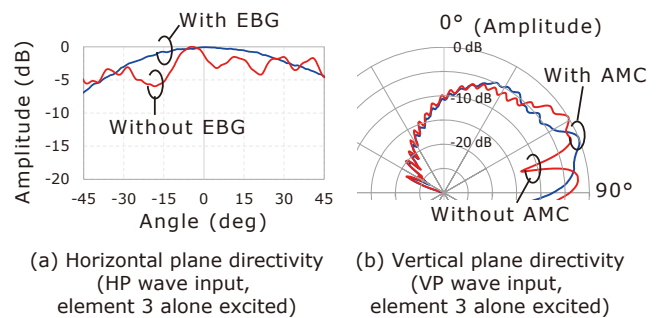 With EBG
0
-5
-10
-15
-20
Amplitude (dB)
Without EBG
-45 -30 -15 0 15 30 45
Angle (deg)
(a) Horizontal plane directivity
(HP wave input,
element 3 alone excited)
0° (Amplitude)
0 dB
With AMC
-10 dB
-20 dB
90°
Without AMC
(b) Vertical plane directivity
(VP wave input,
element 3 alone excited)